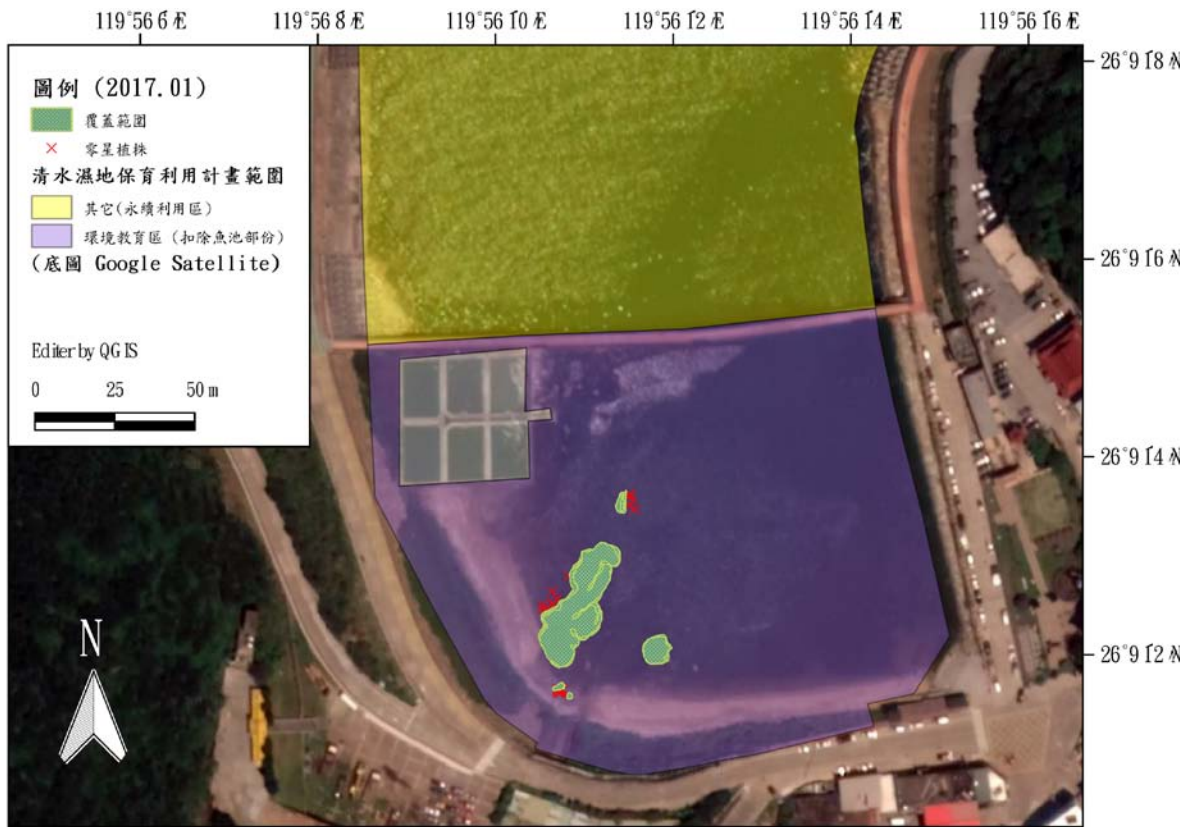 119°56′6″E 119°56′8″E 119°56′10″E 119°56′12″E 119°56′14″E 119°56′16″E
圖例 (2017.01)
覆蓋範圍
零星植株
清水濕地保育利用計畫範圍
其它(永續利用區)
環境教育區 (扣除魚池部份)
(底圖 Google Satellite)
Editer by QGIS
0 25 50 m
N
26°9′18″N
26°9′16″N
26°9′14″N
26°9′12″N